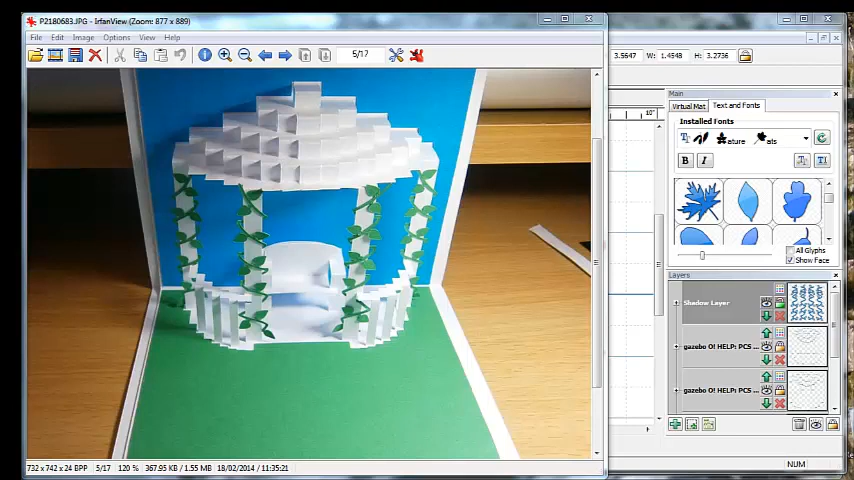 P2180683.JPG - IrfanView (Zoom: 877 x 889)
File Edit Image Options View Help
5/17
3.5647 W: 1.4548 H: 3.2736
10"
Main
Virtual Mat Text and Fonts
Installed Fonts
ature ats
B I
All Glyphs
Show Face
Layers
Shadow Layer
gazebo O! HELP: PCS ...
gazebo O! HELP: PCS ...
732 x 742 x 24 BPP 5/17 120 % 367.95 KB / 1.55 MB 18/02/2014 / 11:35:21
NUM